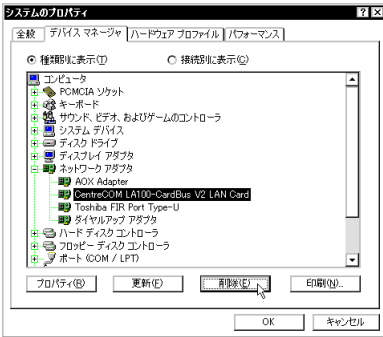 システムのプロパティ
全般 デバイス マネージャ ハードウェア プロファイル パフォーマンス
種類別に表示(T) 接続別に表示(C)
コンピュータ
PCMCIA ソケット
キーボード
サウンド、ビデオ、およびゲームのコントローラ
システム デバイス
ディスク ドライブ
ディスプレイ アダプタ
ネットワーク アダプタ
AOX Adapter
CentreCOM LA100-CardBus V2 LAN Card
Toshiba FIR Port Type-U
ダイヤルアップ アダプタ
ハード ディスク コントローラ
フロッピー ディスク コントローラ
ポート (COM / LPT)
プロパティ(R) 更新(F) 削除(E) 印刷(N)...
OK キャンセル